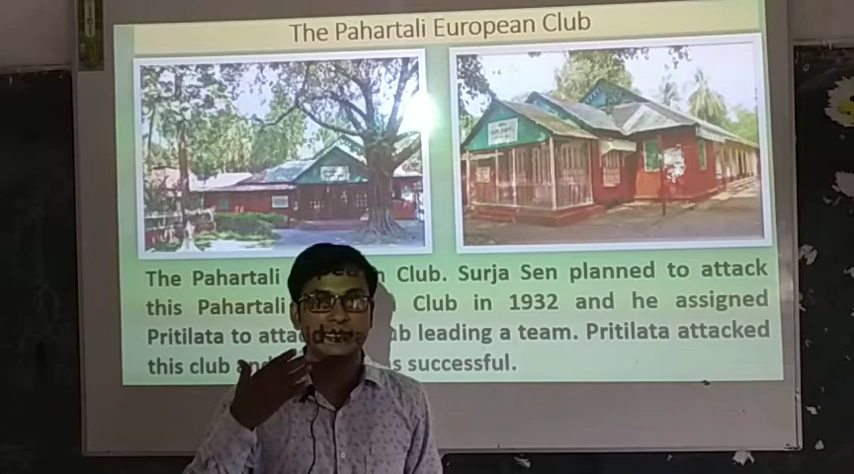 The Pahartali European Club
The Pahartali Club. Surja Sen planned to attack
this Pahartali Club in 1932 and he assigned
Pritilata to leading a team. Pritilata attacked
this club successful.